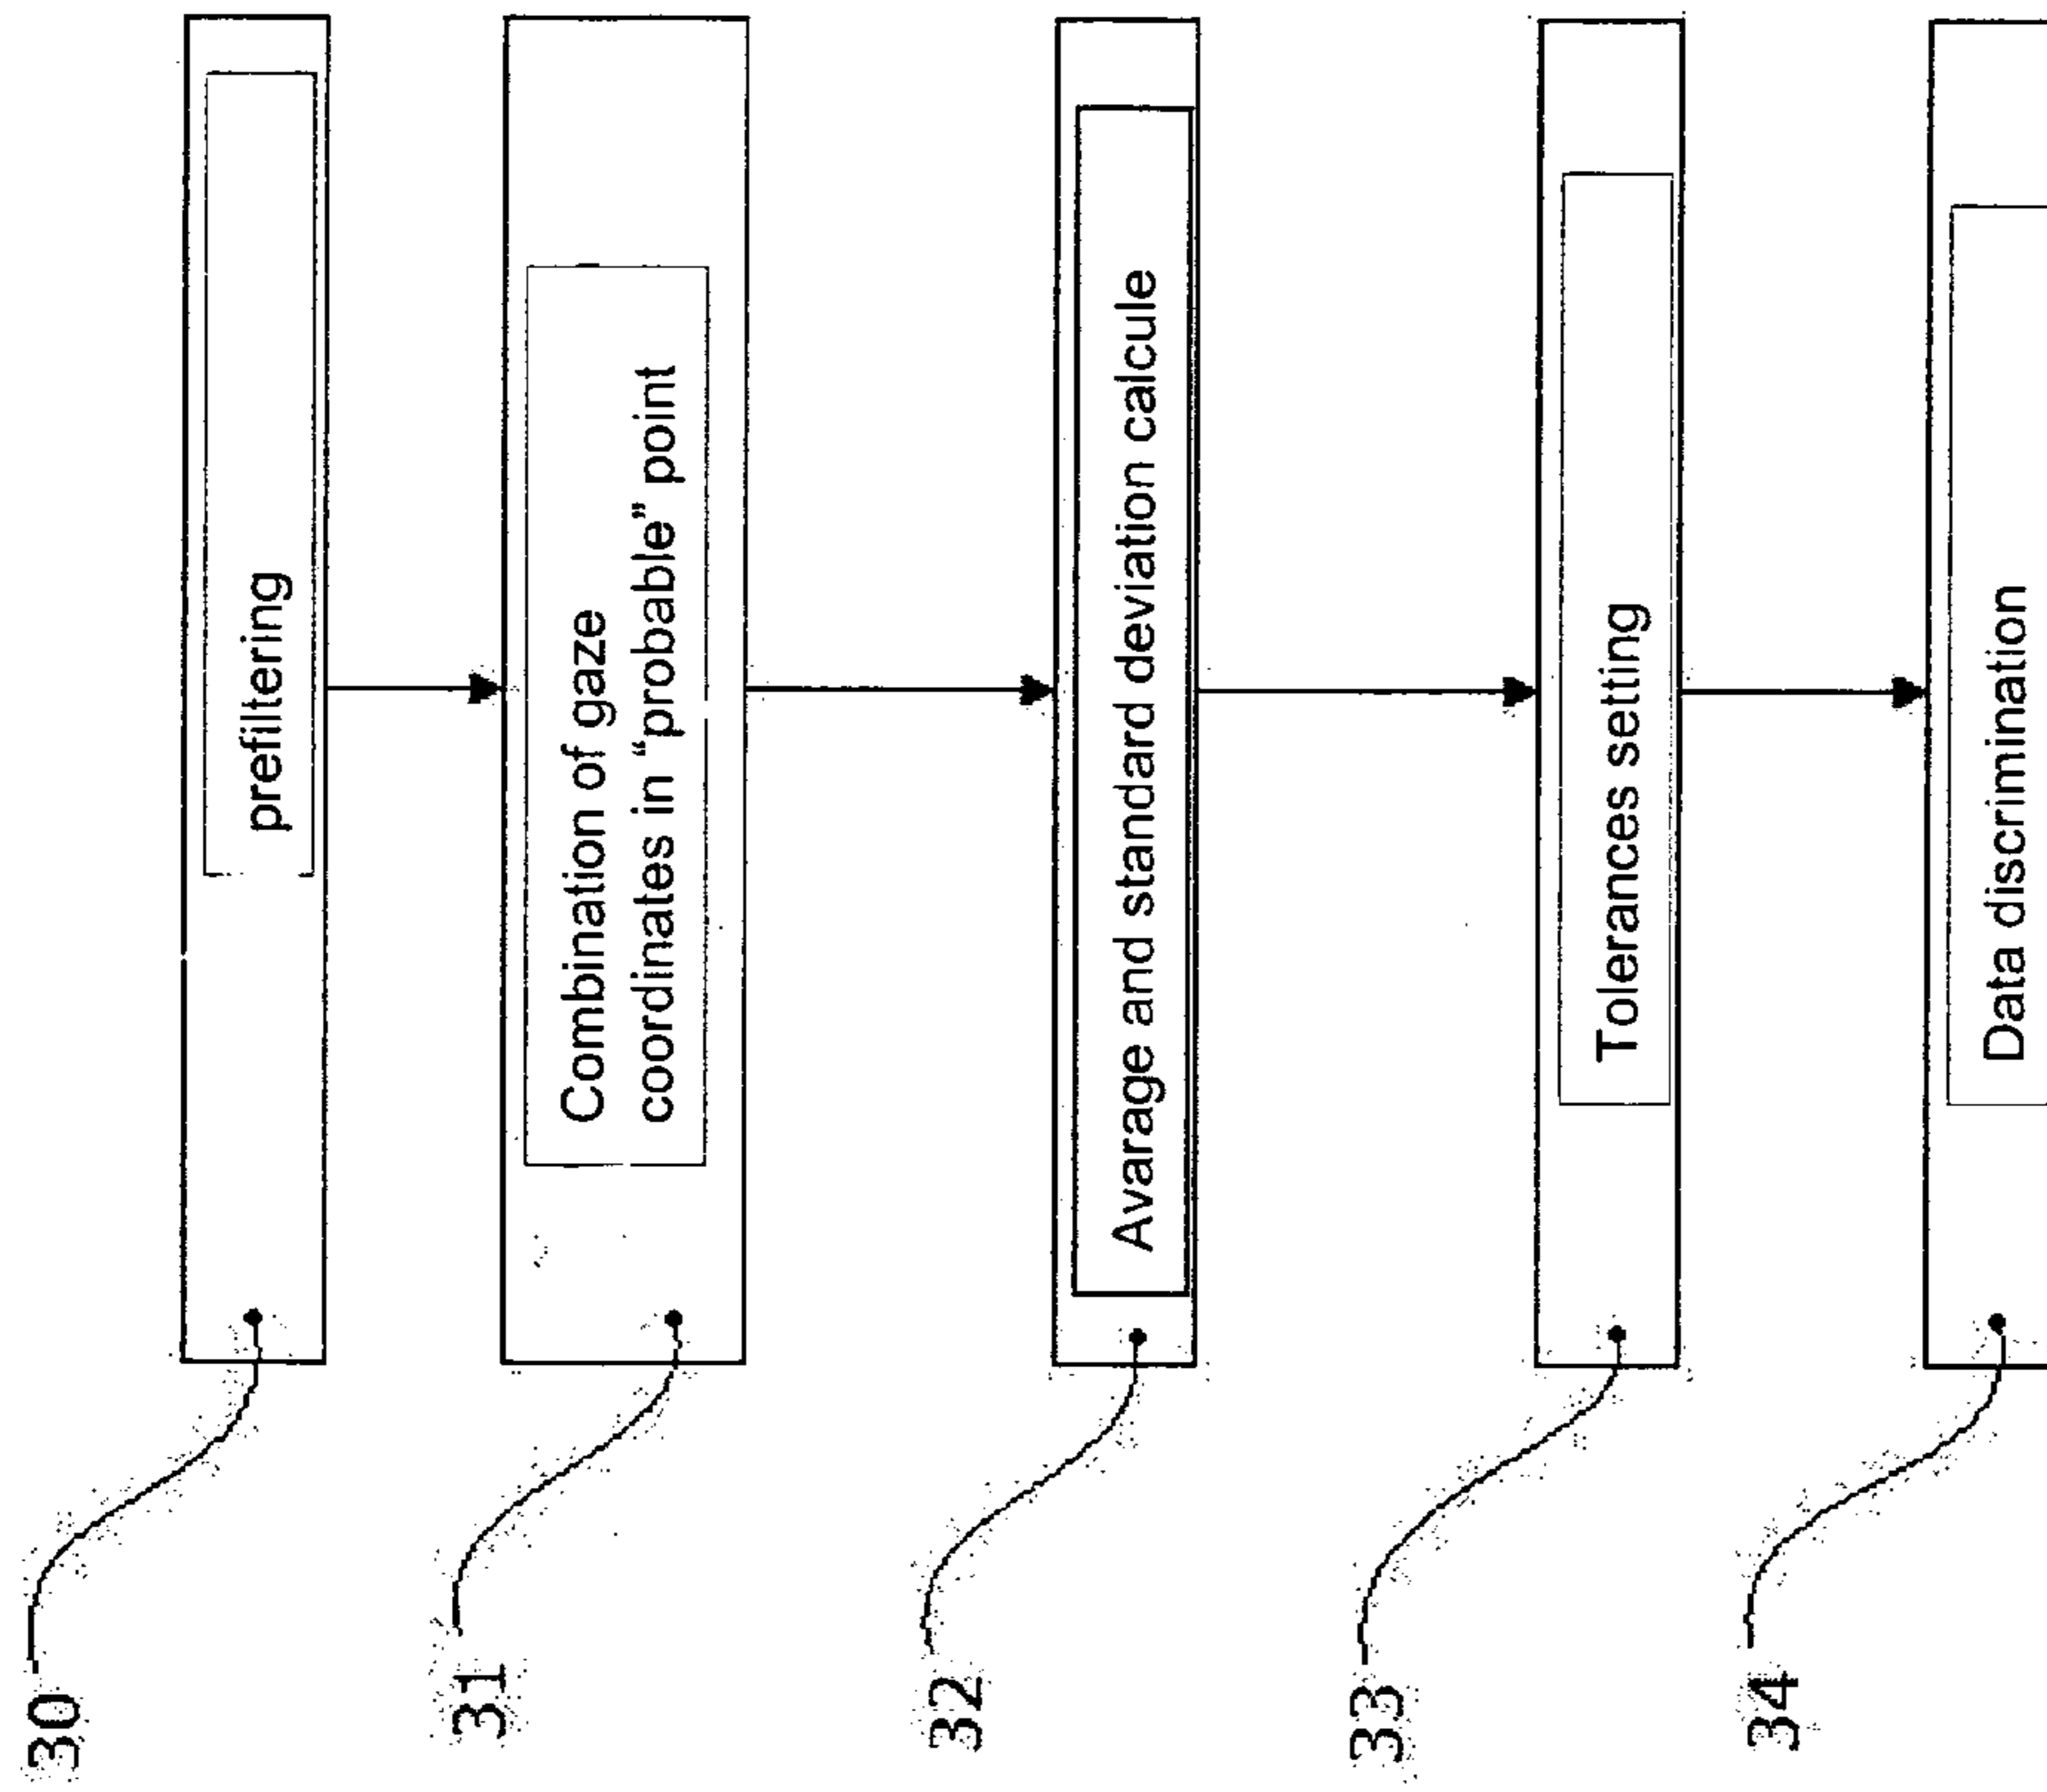 30
prefiltering
31
Combination of gaze
coordinates in “probable” point
32
Avarage and standard deviation calcule
33
Tolerances setting
34
Data discrimination